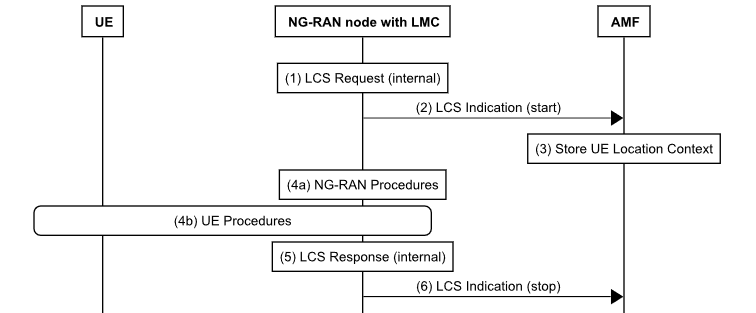 UE
NG-RAN node with LMC
AMF
(1) LCS Request (internal)
(2) LCS Indication (start)
(3) Store UE Location Context
(4a) NG-RAN Procedures
(4b) UE Procedures
(5) LCS Response (internal)
(6) LCS Indication (stop)